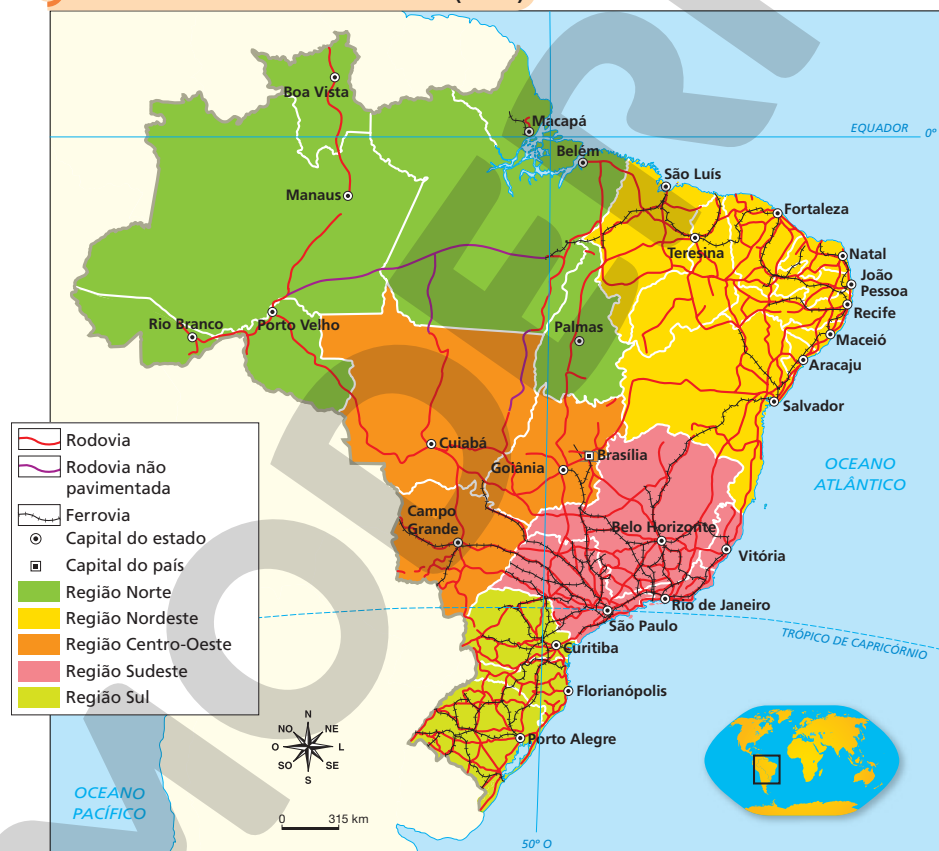 Boa Vista
Macapá
EQUADOR 0°
Belém
São Luís
Manaus
Fortaleza
Teresina
Natal
João
Pessoa
Rio Branco
Porto Velho
Palmas
Recife
Maceió
Aracaju
Salvador
Cuiabá
Brasília
Goiânia
OCEANO
ATLÂNTICO
Campo
Grande
Belo Horizonte
Vitória
Rio de Janeiro
São Paulo
TRÓPICO DE CAPRICÓRNIO
Curitiba
Florianópolis
Porto Alegre
Rodovia
Rodovia não
pavimentada
Ferrovia
Capital do estado
Capital do país
Região Norte
Região Nordeste
Região Centro-Oeste
Região Sudeste
Região Sul
N
NO NE
O L
SO SE
S
OCEANO
PACÍFICO
0 315 km
50° O